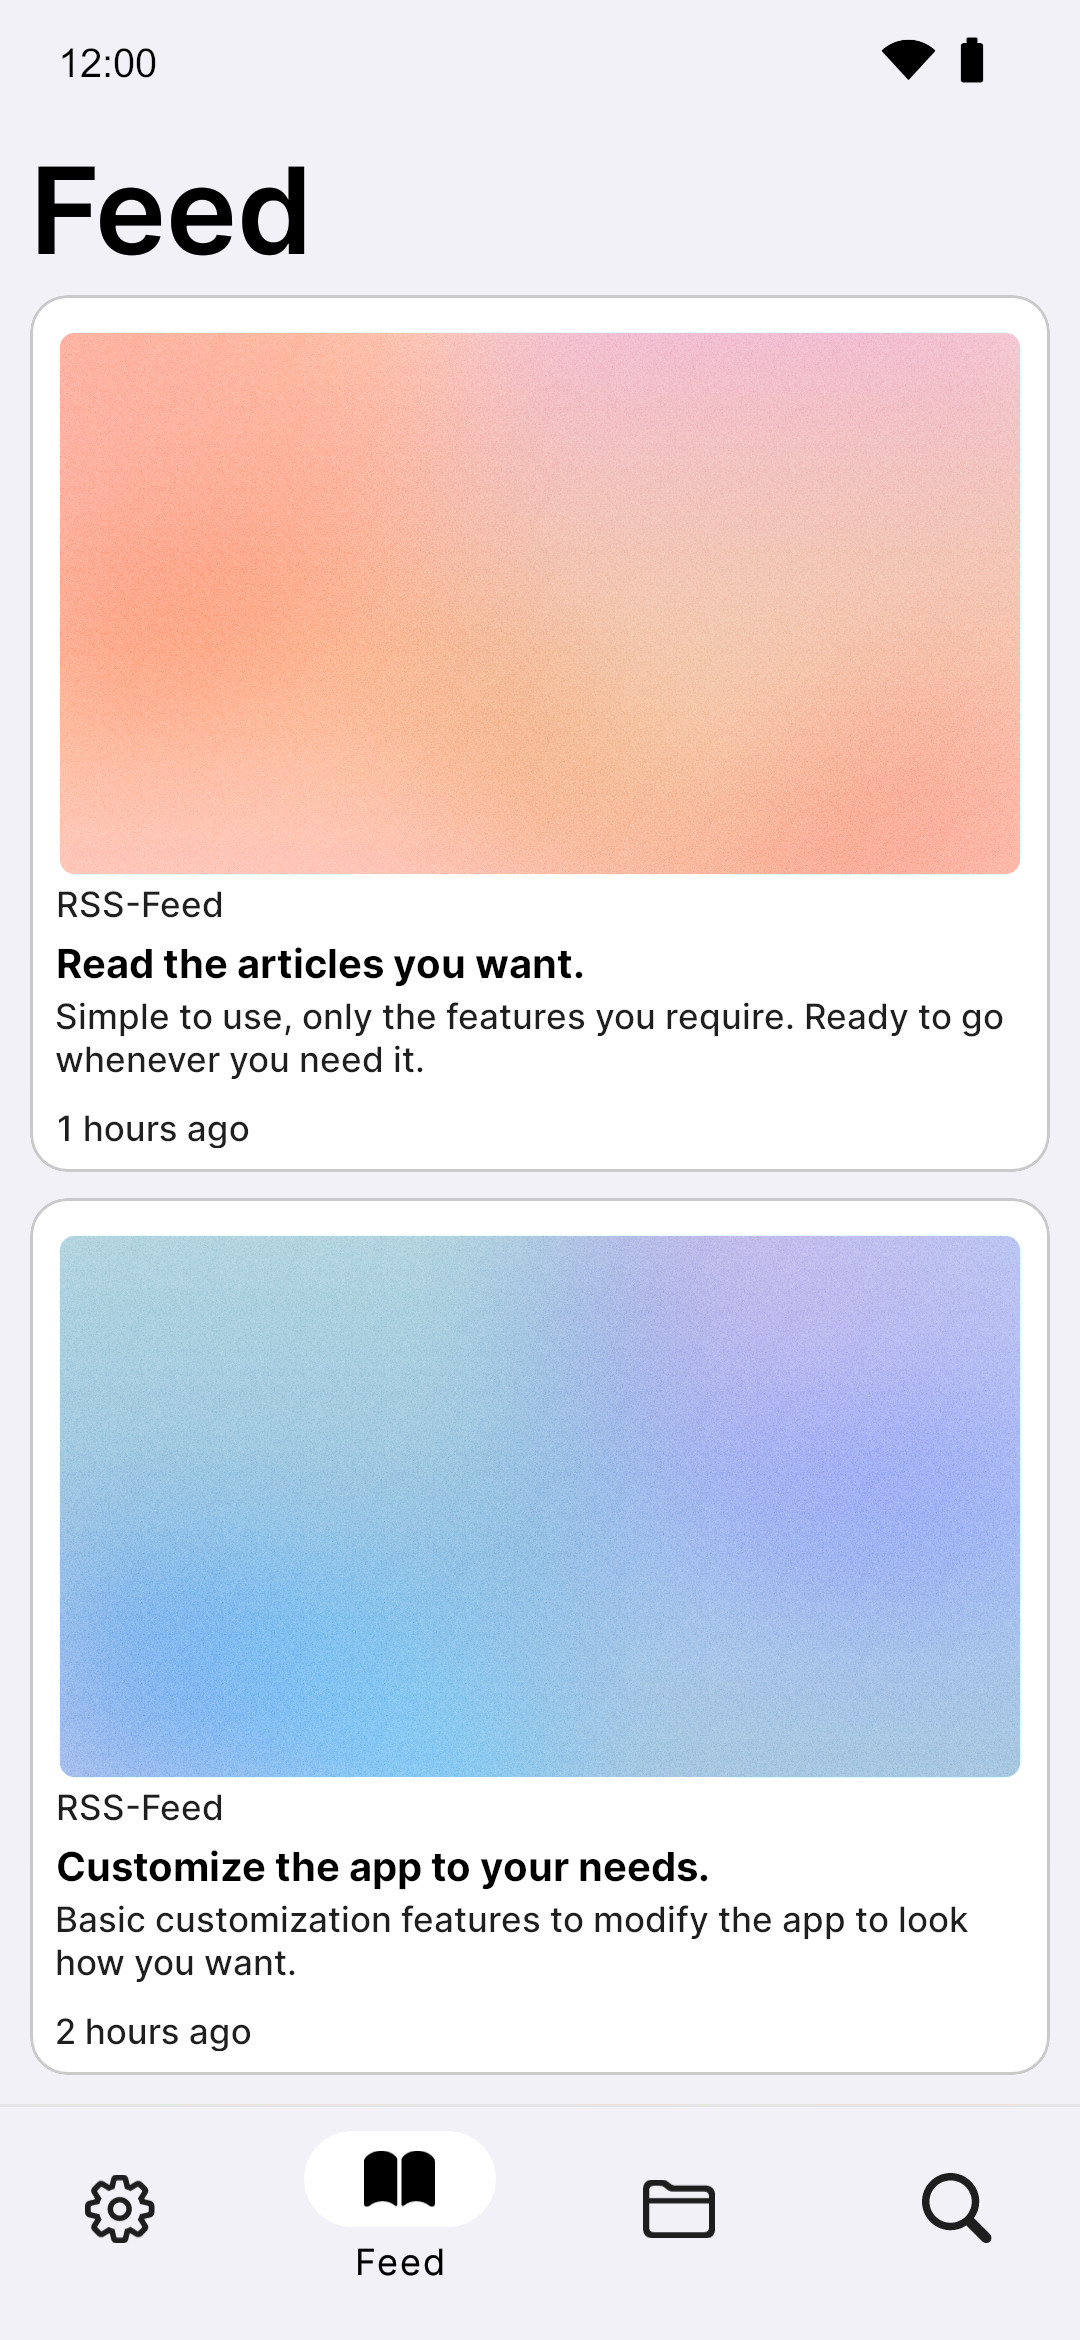 12:00
Feed
RSS-Feed
Read the articles you want.
Simple to use, only the features you require. Ready to go
whenever you need it.
1 hours ago
RSS-Feed
Customize the app to your needs.
Basic customization features to modify the app to look
how you want.
2 hours ago
Feed